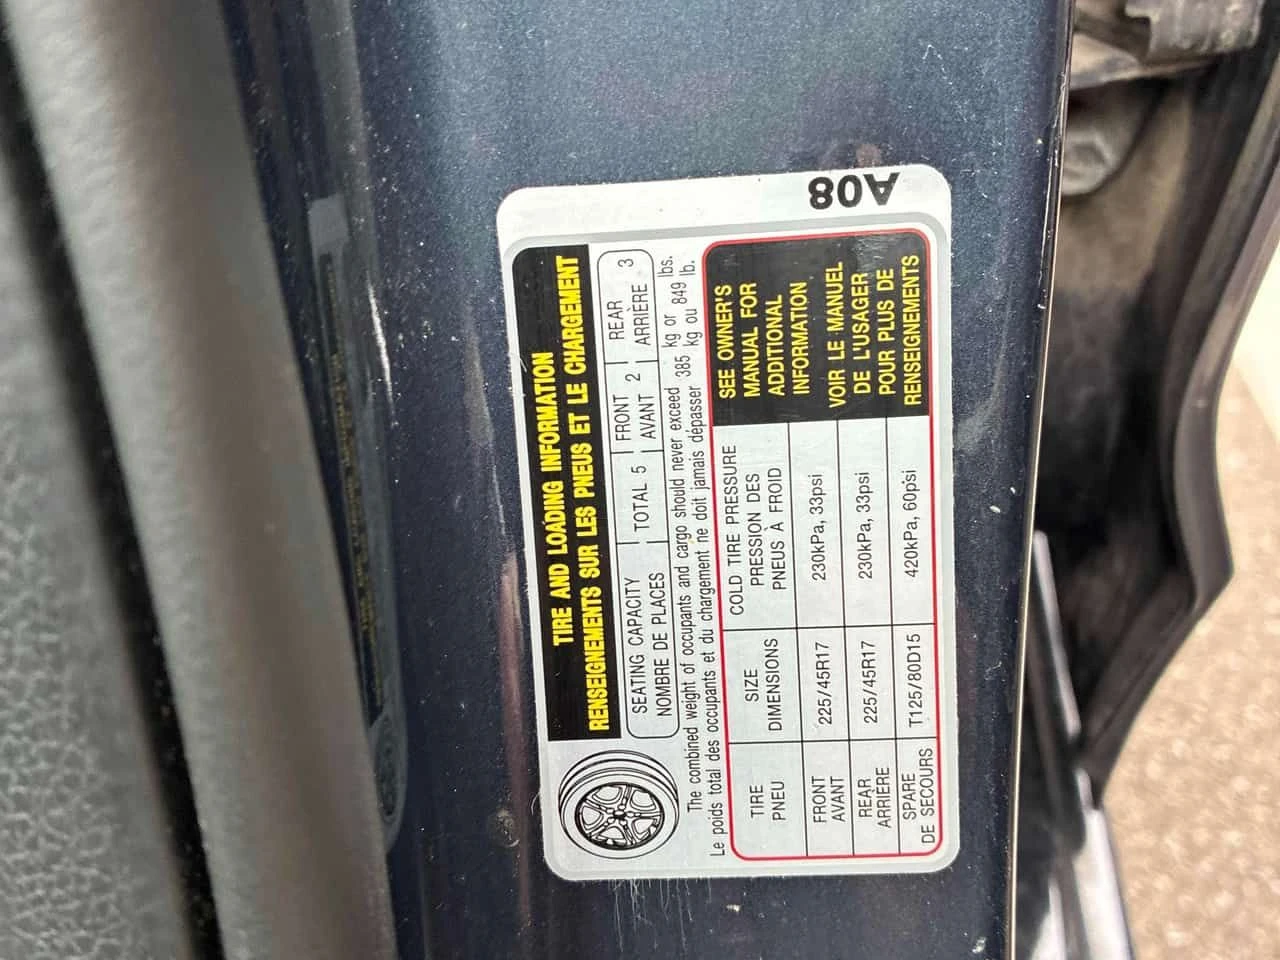 A08
TIRE AND LOADING INFORMATION
RENSEIGNEMENTS SUR LES PNEUS ET LE CHARGEMENT
SEATING CAPACITY
NOMBRE DE PLACES
TOTAL 5
FRONT
AVANT 2
REAR
ARRIÈRE 3
The combined weight of occupants and cargo should never exceed 385 kg or 849 lbs.
Le poids total des occupants et du chargement ne doit jamais dépasser 385 kg ou 849 lb.
TIRE
PNEU
SIZE
DIMENSIONS
COLD TIRE PRESSURE
PRESSION DES
PNEUS À FROID
FRONT
AVANT
225/45R17
230kPa, 33psi
REAR
ARRIÈRE
225/45R17
230kPa, 33psi
SPARE
DE SECOURS
T125/80D15
420kPa, 60psi
SEE OWNER'S
MANUAL FOR
ADDITIONAL
INFORMATION
VOIR LE MANUEL
DE L'USAGER
POUR PLUS DE
RENSEIGNEMENTS